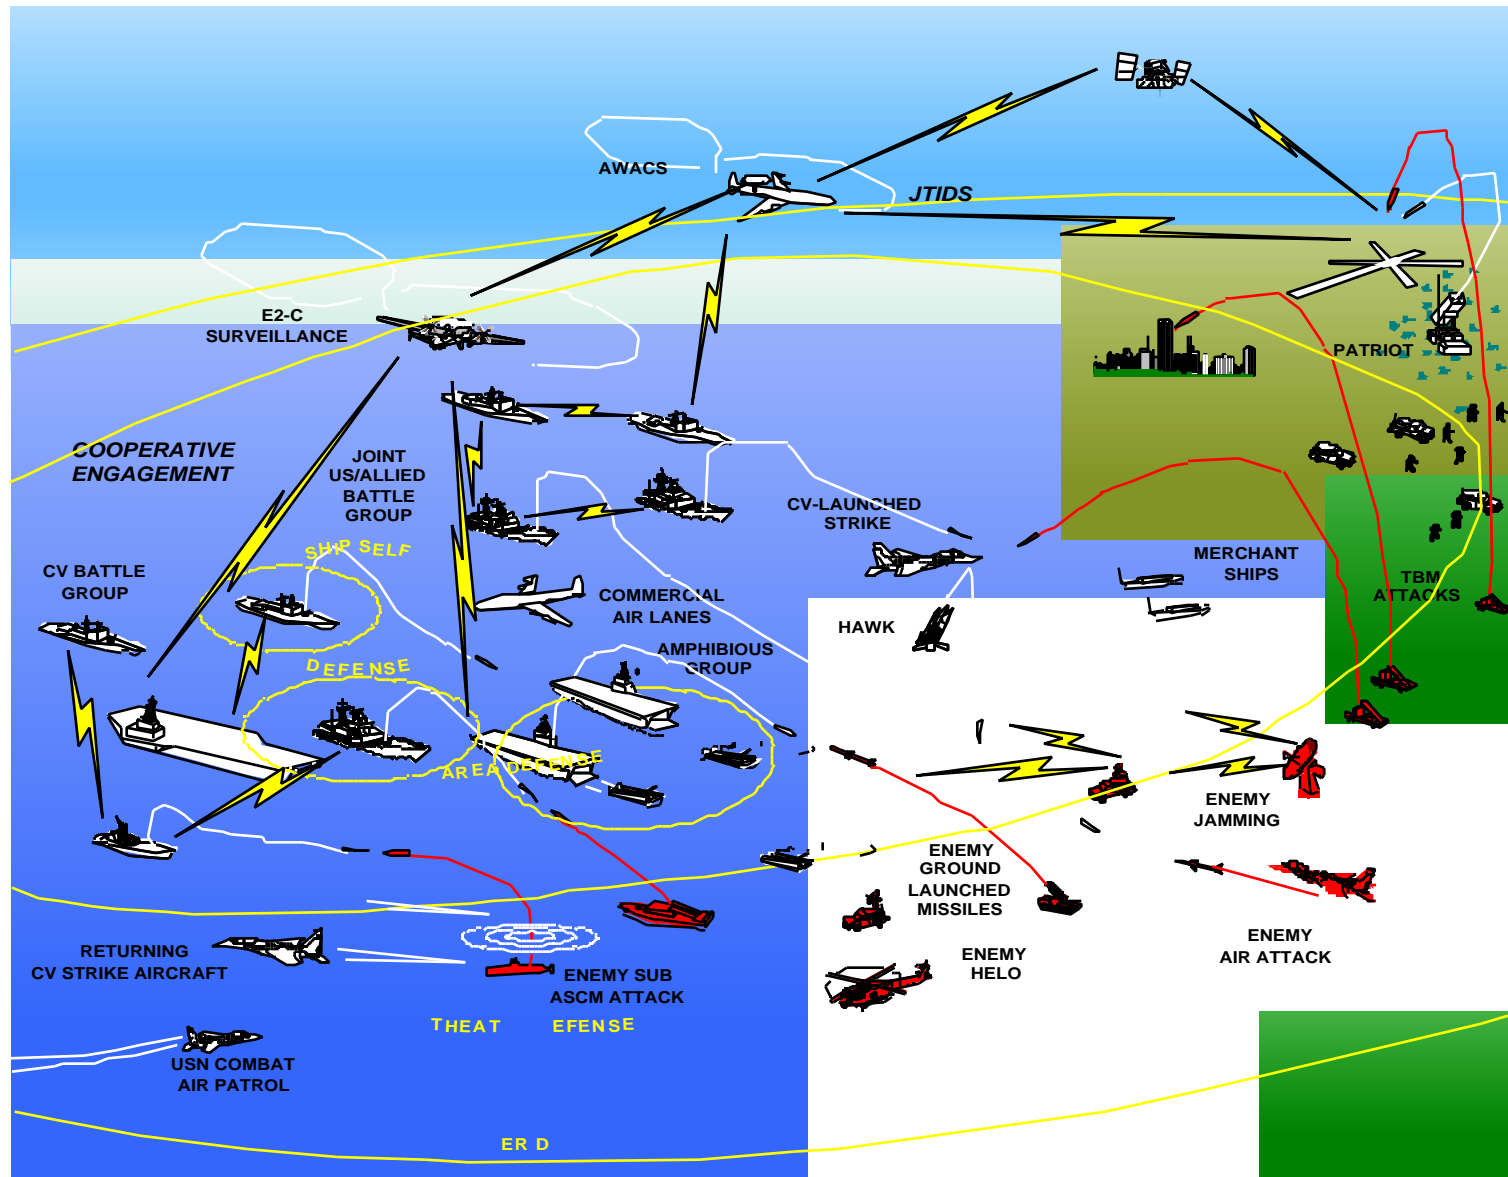 AWACS
JTIDS
E2-C
SURVEILLANCE
PATRIOT
COOPERATIVE
ENGAGEMENT
JOINT
US/ALLIED
BATTLE
GROUP
CV-LAUNCHED
STRIKE
SHIP SELF
MERCHANT
SHIPS
CV BATTLE
GROUP
TBM
ATTACKS
COMMERCIAL
AIR LANES
HAWK
AMPHIBIOUS
GROUP
DEFENSE
AREA DEFENSE
ENEMY
JAMMING
ENEMY
GROUND
LAUNCHED
MISSILES
ENEMY
AIR ATTACK
RETURNING
CV STRIKE AIRCRAFT
ENEMY
HELO
ENEMY SUB
ASCM ATTACK
THEAT EFENSE
USN COMBAT
AIR PATROL
ER D